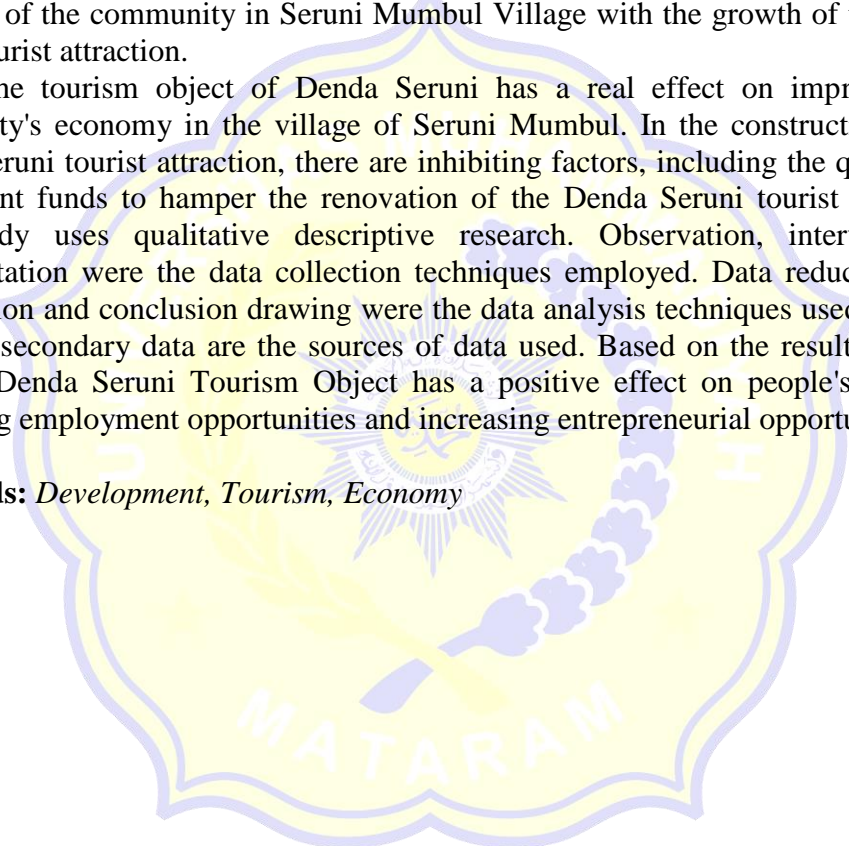 of the community in Seruni Mumbul Village with the growth of
urist attraction.
he tourism object of Denda Seruni has a real effect on impr
ty's economy in the village of Seruni Mumbul. In the construct
eruni tourist attraction, there are inhibiting factors, including the q
nt funds to hamper the renovation of the Denda Seruni tourist
dy uses qualitative descriptive research. Observation, inter
tation were the data collection techniques employed. Data reduc
ion and conclusion drawing were the data analysis techniques used
secondary data are the sources of data used. Based on the result
Denda Seruni Tourism Object has a positive effect on people's
g employment opportunities and increasing entrepreneurial opportu
ds: Development, Tourism, Economy
MATARAM